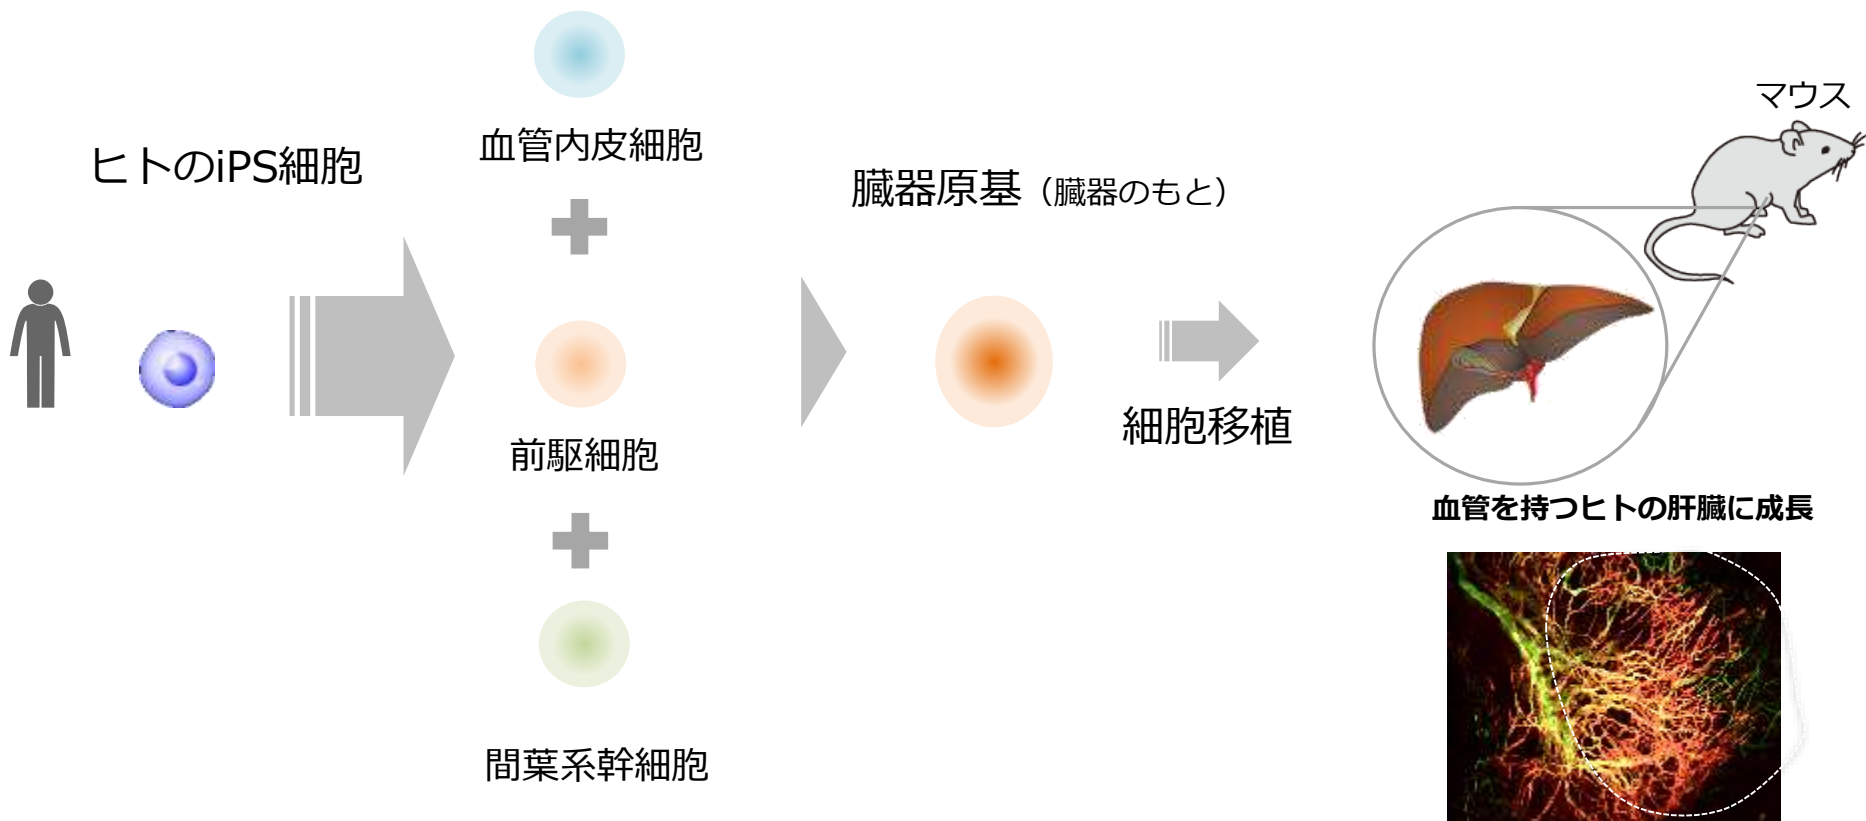 ヒトのiPS細胞
血管内皮細胞
前駆細胞
間葉系幹細胞
臓器原基（臓器のもと）
細胞移植
マウス
血管を持つヒトの肝臓に成長